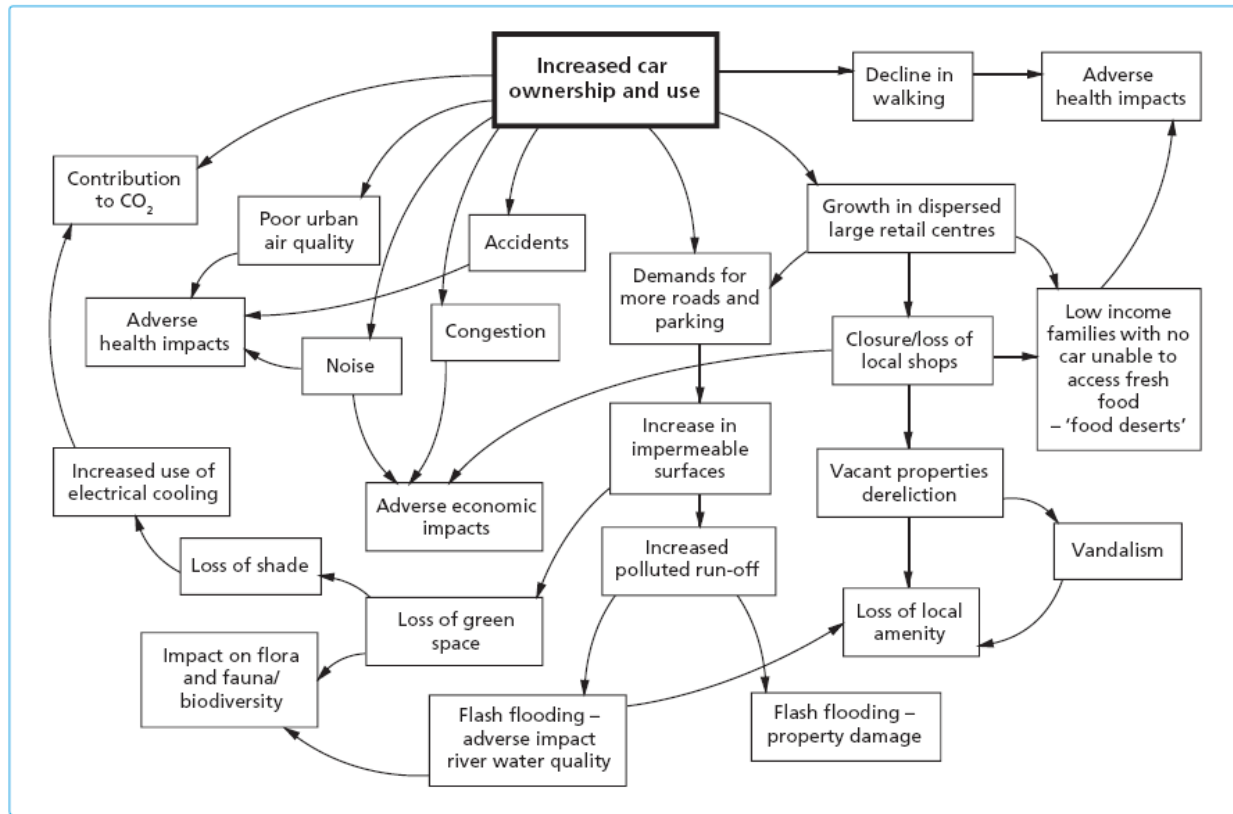 Increased car
ownership and use
Decline in
walking
Adverse
health impacts
Contribution
to CO₂
Poor urban
air quality
Accidents
Growth in dispersed
large retail centres
Demands for
more roads and
parking
Adverse
health impacts
Noise
Congestion
Closure/loss of
local shops
Low income
families with no
car unable to
access fresh
food
– ‘food deserts’
Increased use of
electrical cooling
Adverse economic
impacts
Increase in
impermeable
surfaces
Vacant properties
dereliction
Loss of shade
Increased
polluted run-off
Vandalism
Loss of green
space
Loss of local
amenity
Impact on flora
and fauna/
biodiversity
Flash flooding –
adverse impact
river water quality
Flash flooding –
property damage